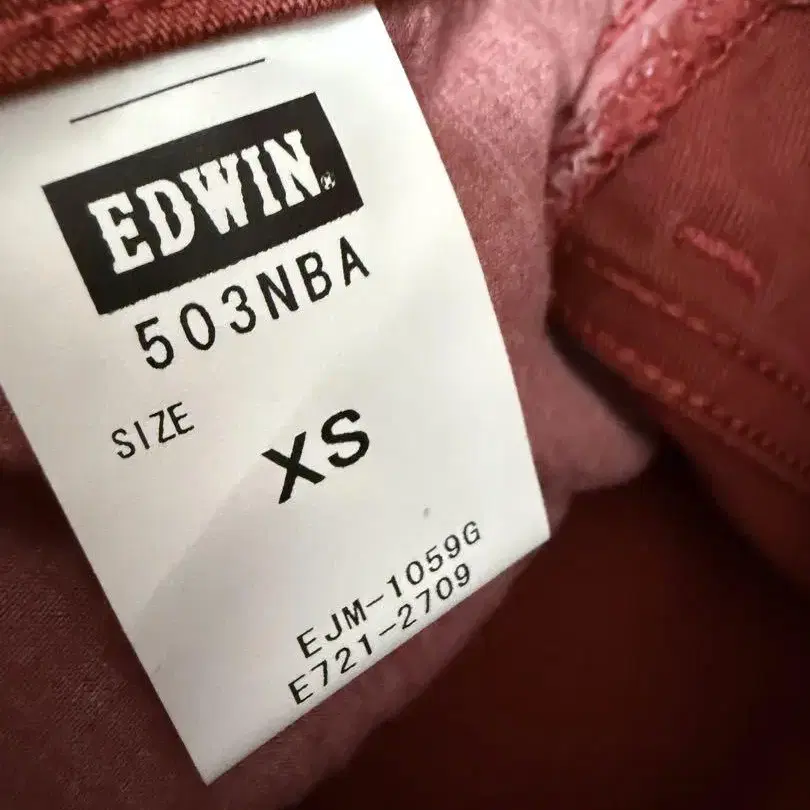 EDWIN®
503NBA
SIZE
XS
EJM-1059G
E721-2709